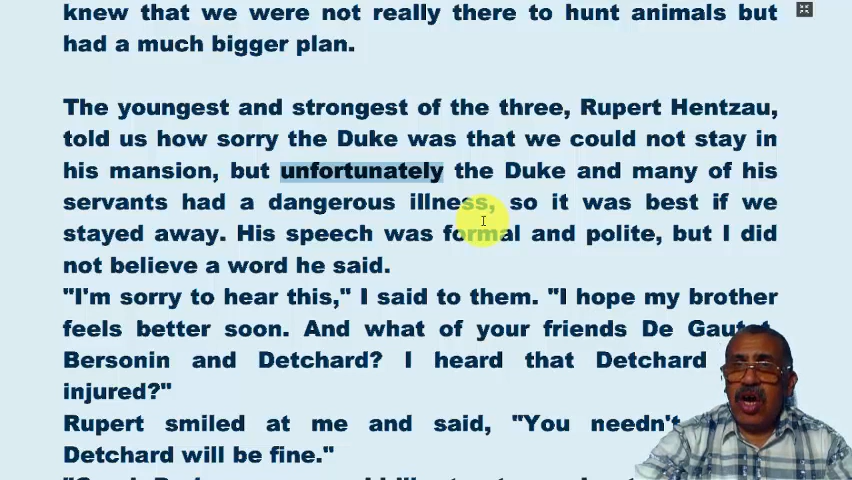 knew that we were not really there to hunt animals but
had a much bigger plan.
The youngest and strongest of the three, Rupert Hentzau,
told us how sorry the Duke was that we could not stay in
his mansion, but unfortunately the Duke and many of his
servants had a dangerous illness, so it was best if we
stayed away. His speech was formal and polite, but I did
not believe a word he said.
"I'm sorry to hear this," I said to them. "I hope my brother
feels better soon. And what of your friends De Gautet,
Bersonin and Detchard? I heard that Detchard
injured?"
Rupert smiled at me and said, "You needn't
Detchard will be fine."